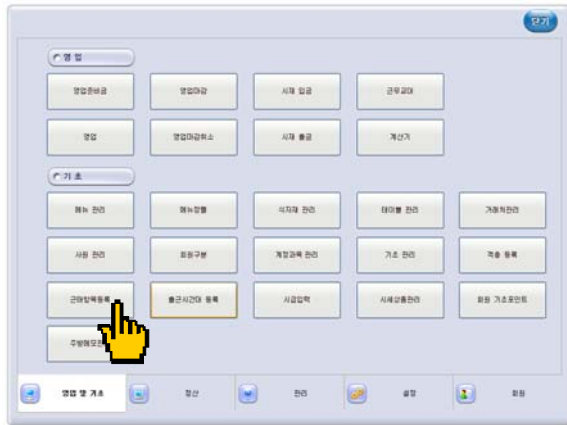 닫기
영 업
영업준비금 영업마감 시재 입금 근무교대
영업 영업마감취소 시재 출금 계산기
기 초
메뉴 관리 메뉴정렬 식자재 관리 테이블 관리 거래처관리
사원 관리 회원구분 계정과목 관리 기초 관리 적층 등록
근태항목등록 출근시간대 등록 시급입력 시세상품관리 회원 기초포인트
주방메모
영업 및 기초 정산 관리 설정 회원